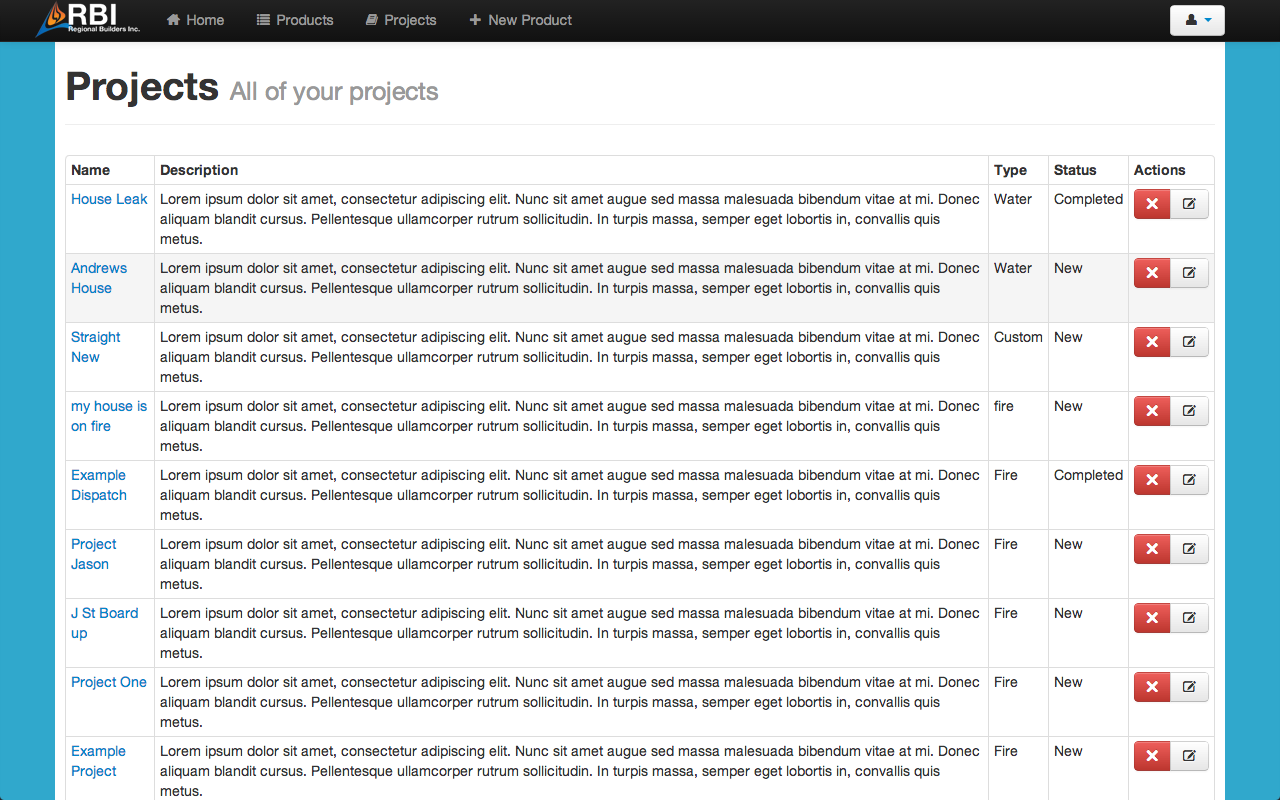 RBI
Regional Builders Inc.
Home Products Projects New Product
Projects All of your projects
Name Description Type Status Actions
House Leak Lorem ipsum dolor sit amet, consectetur adipiscing elit. Nunc sit amet augue sed massa malesuada bibendum vitae at mi. Donec Water Completed
aliquam blandit cursus. Pellentesque ullamcorper rutrum sollicitudin. In turpis massa, semper eget lobortis in, convallis quis
metus.
Andrews Lorem ipsum dolor sit amet, consectetur adipiscing elit. Nunc sit amet augue sed massa malesuada bibendum vitae at mi. Donec Water New
House aliquam blandit cursus. Pellentesque ullamcorper rutrum sollicitudin. In turpis massa, semper eget lobortis in, convallis quis
metus.
Straight Lorem ipsum dolor sit amet, consectetur adipiscing elit. Nunc sit amet augue sed massa malesuada bibendum vitae at mi. Donec Custom New
New aliquam blandit cursus. Pellentesque ullamcorper rutrum sollicitudin. In turpis massa, semper eget lobortis in, convallis quis
metus.
my house is Lorem ipsum dolor sit amet, consectetur adipiscing elit. Nunc sit amet augue sed massa malesuada bibendum vitae at mi. Donec fire New
on fire aliquam blandit cursus. Pellentesque ullamcorper rutrum sollicitudin. In turpis massa, semper eget lobortis in, convallis quis
metus.
Example Lorem ipsum dolor sit amet, consectetur adipiscing elit. Nunc sit amet augue sed massa malesuada bibendum vitae at mi. Donec Fire Completed
Dispatch aliquam blandit cursus. Pellentesque ullamcorper rutrum sollicitudin. In turpis massa, semper eget lobortis in, convallis quis
metus.
Project Lorem ipsum dolor sit amet, consectetur adipiscing elit. Nunc sit amet augue sed massa malesuada bibendum vitae at mi. Donec Fire New
Jason aliquam blandit cursus. Pellentesque ullamcorper rutrum sollicitudin. In turpis massa, semper eget lobortis in, convallis quis
metus.
J St Board Lorem ipsum dolor sit amet, consectetur adipiscing elit. Nunc sit amet augue sed massa malesuada bibendum vitae at mi. Donec Fire New
up aliquam blandit cursus. Pellentesque ullamcorper rutrum sollicitudin. In turpis massa, semper eget lobortis in, convallis quis
metus.
Project One Lorem ipsum dolor sit amet, consectetur adipiscing elit. Nunc sit amet augue sed massa malesuada bibendum vitae at mi. Donec Fire New
aliquam blandit cursus. Pellentesque ullamcorper rutrum sollicitudin. In turpis massa, semper eget lobortis in, convallis quis
metus.
Example Lorem ipsum dolor sit amet, consectetur adipiscing elit. Nunc sit amet augue sed massa malesuada bibendum vitae at mi. Donec Fire New
Project aliquam blandit cursus. Pellentesque ullamcorper rutrum sollicitudin. In turpis massa, semper eget lobortis in, convallis quis
metus.